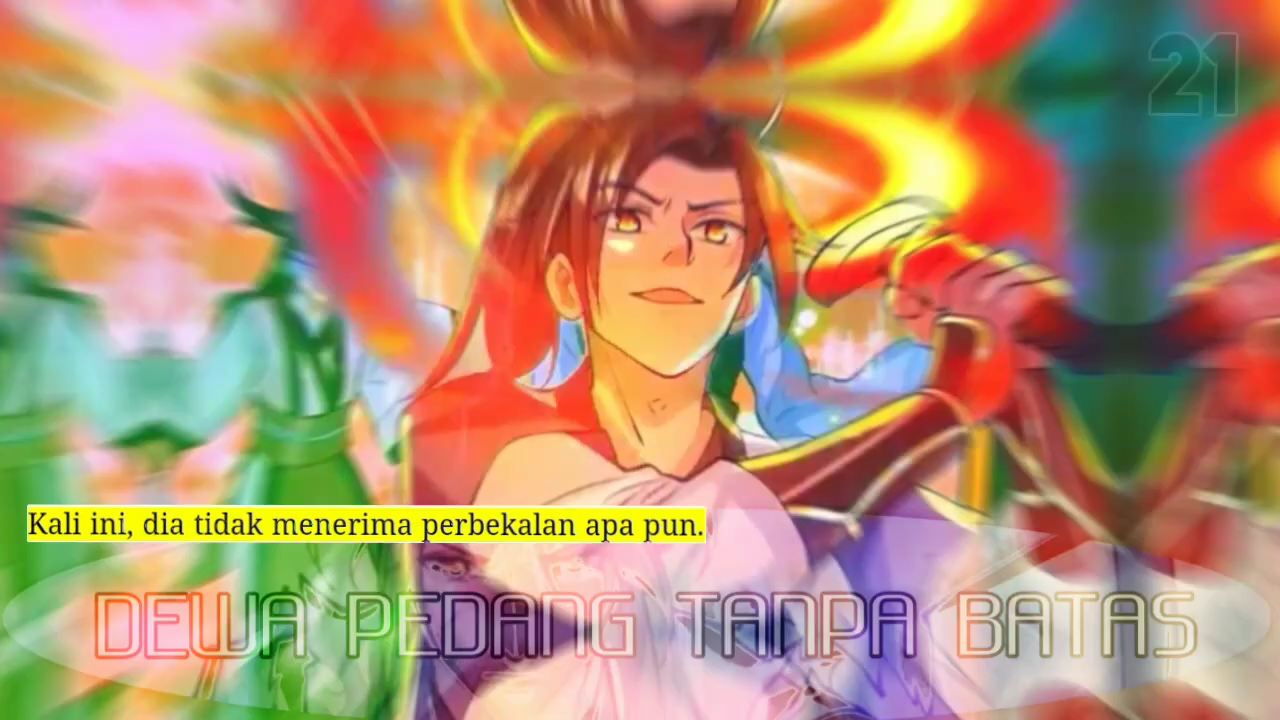 21
Kali ini, dia tidak menerima perbekalan apa pun.
DEWA PEDANG TANPA BATAS